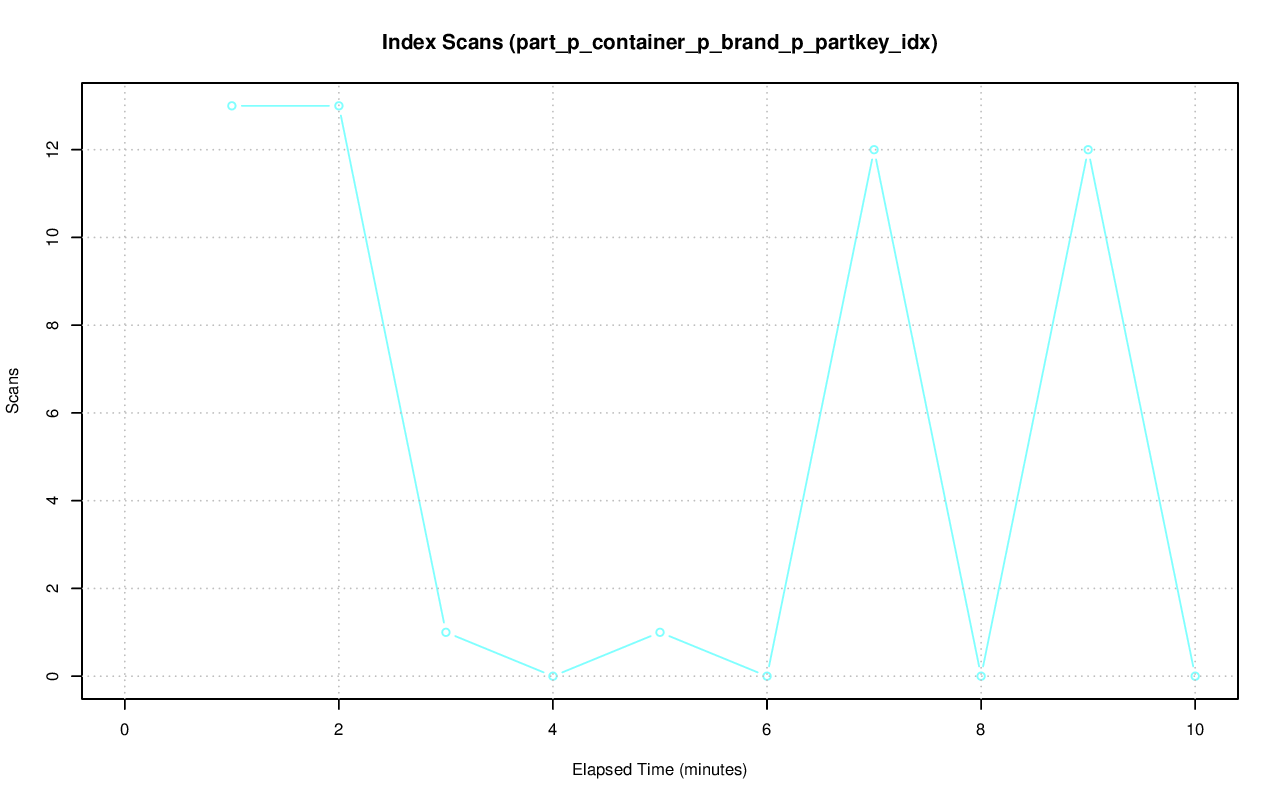 Index Scans (part_p_container_p_brand_p_partkey_idx)
Scans
12
10
8
6
4
2
0
0 2 4 6 8 10
Elapsed Time (minutes)